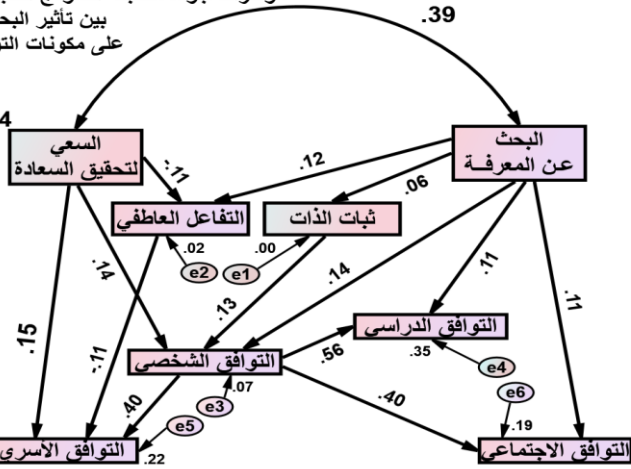 بين تأثير
على مكونات
.39
4
السعي
لتحقيق السعادة
البحث
عن المعرفة
-.11
.12
.06
التفاعل العاطفي
ثبات الذات
.02
.00
e2
e1
.14
.14
.11
.11
.13
.15
-.11
التوافق الدراسي
التوافق الشخصي
.56
.35
.07
e4
.40
.40
e3
e6
e5
.19
.22
التوافق الأسري
التوافق الاجتماعي